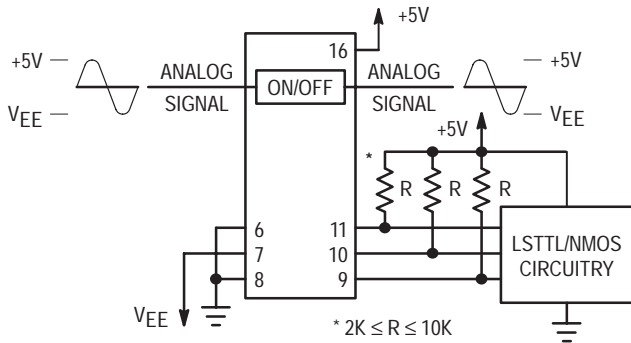 +5V
16
+5V
ANALOG
SIGNAL
ON/OFF
ANALOG
SIGNAL
+5V
VEE
VEE
+5V
*
R
R
R
6
11
7
10
8
9
LSTTL/NMOS
CIRCUITRY
VEE
* 2K ≤ R ≤ 10K